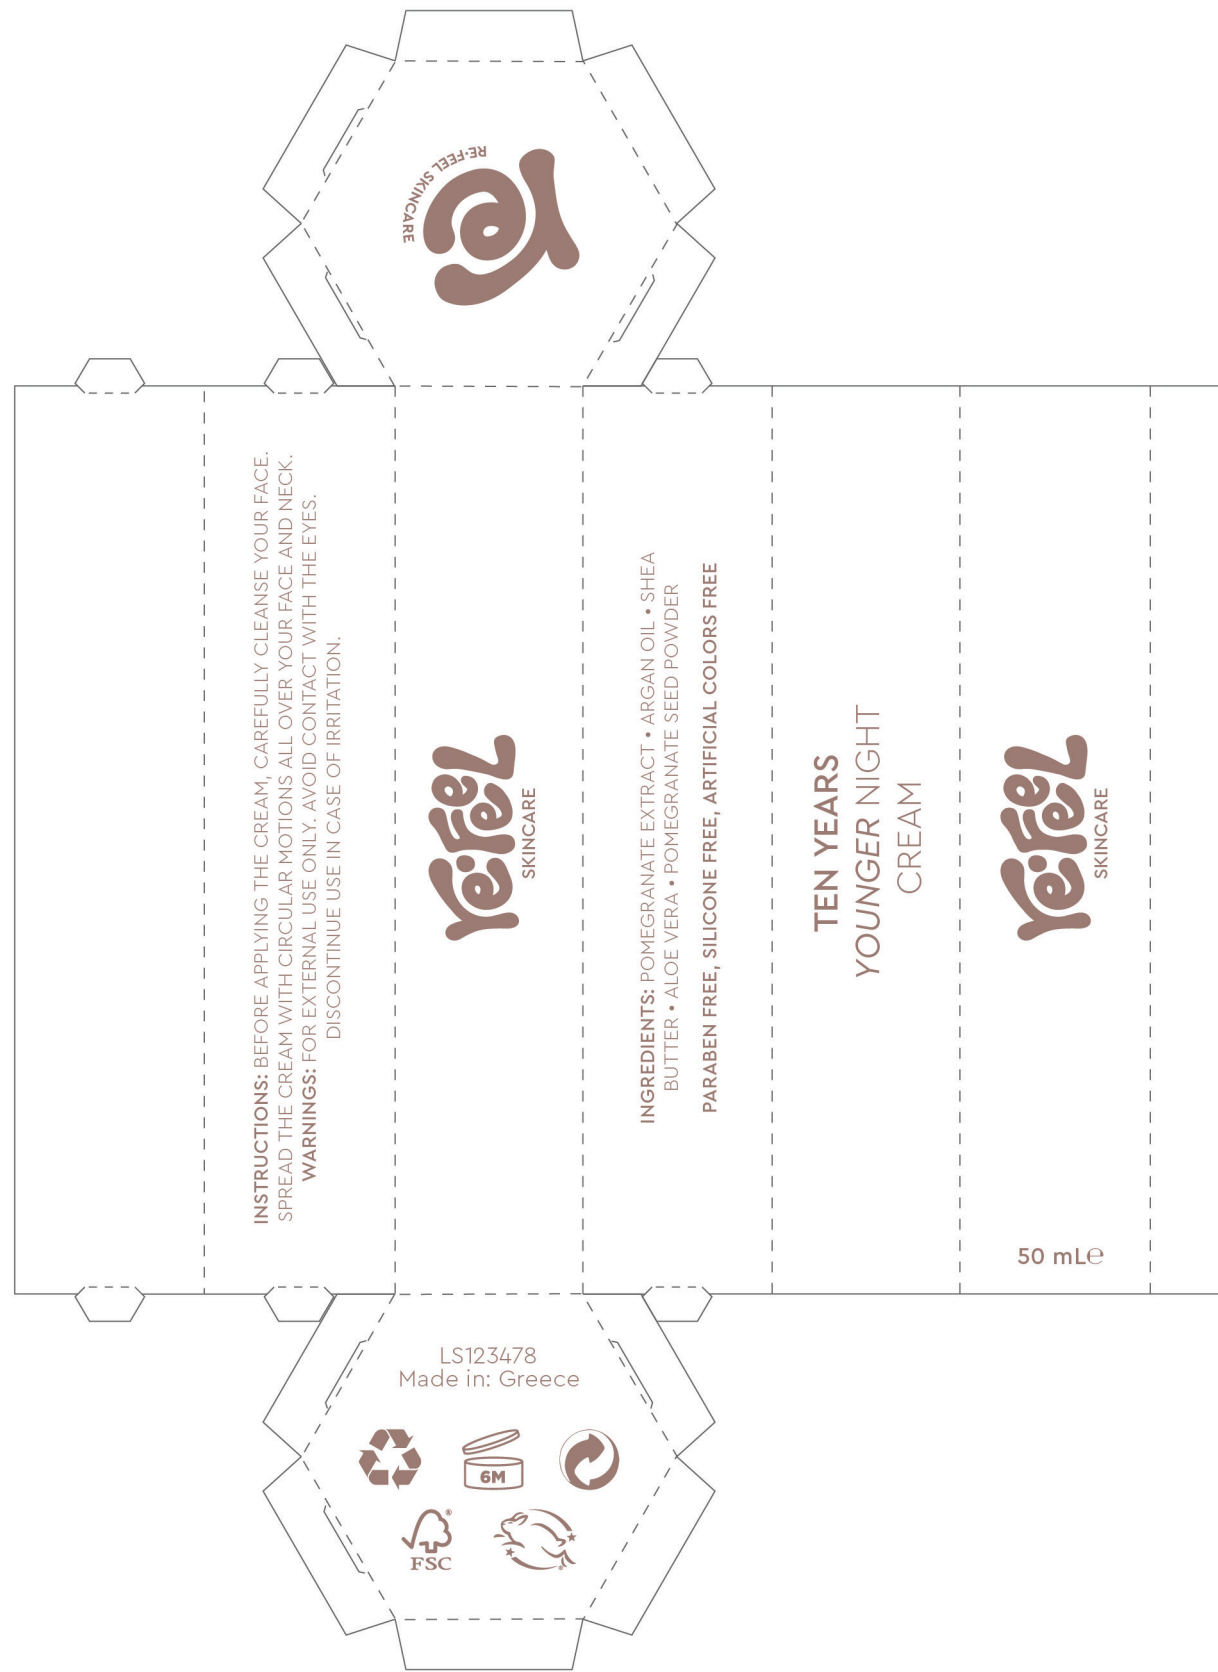 RE·FEEL SKINCARE
Re
INSTRUCTIONS: BEFORE APPLYING THE CREAM, CAREFULLY CLEANSE YOUR FACE.
SPREAD THE CREAM WITH CIRCULAR MOTIONS ALL OVER YOUR FACE AND NECK.
WARNINGS: FOR EXTERNAL USE ONLY. AVOID CONTACT WITH THE EYES.
DISCONTINUE USE IN CASE OF IRRITATION.
Re·Feel
SKINCARE
INGREDIENTS: POMEGRANATE EXTRACT • ARGAN OIL • SHEA
BUTTER • ALOE VERA • POMEGRANATE SEED POWDER
PARABEN FREE, SILICONE FREE, ARTIFICIAL COLORS FREE
TEN YEARS
YOUNGER NIGHT
CREAM
Re·Feel
SKINCARE
50 mL℮
LS123478
Made in: Greece
6M
FSC®